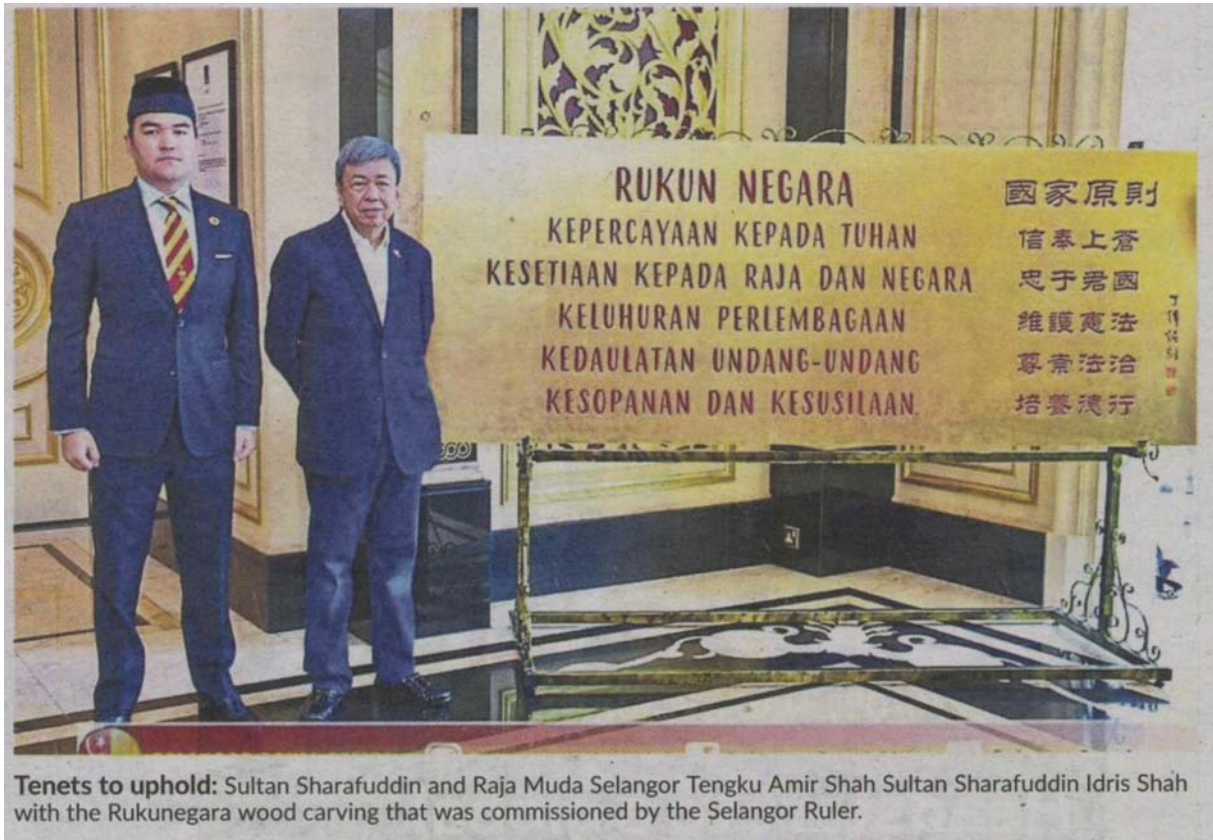 RUKUN NEGARA
KEPERCAYAAN KEPADA TUHAN
KESETIAAN KEPADA RAJA DAN NEGARA
KELUHURAN PERLEMBAGAAN
KEDAULATAN UNDANG-UNDANG
KESOPANAN DAN KESUSILAAN
國家原則
信奉上蒼
忠于君國
維護憲法
尊崇法治
培養德行
Tenets to uphold: Sultan Sharafuddin and Raja Muda Selangor Tengku Amir Shah Sultan Sharafuddin Idris Shah
with the Rukunegara wood carving that was commissioned by the Selangor Ruler.